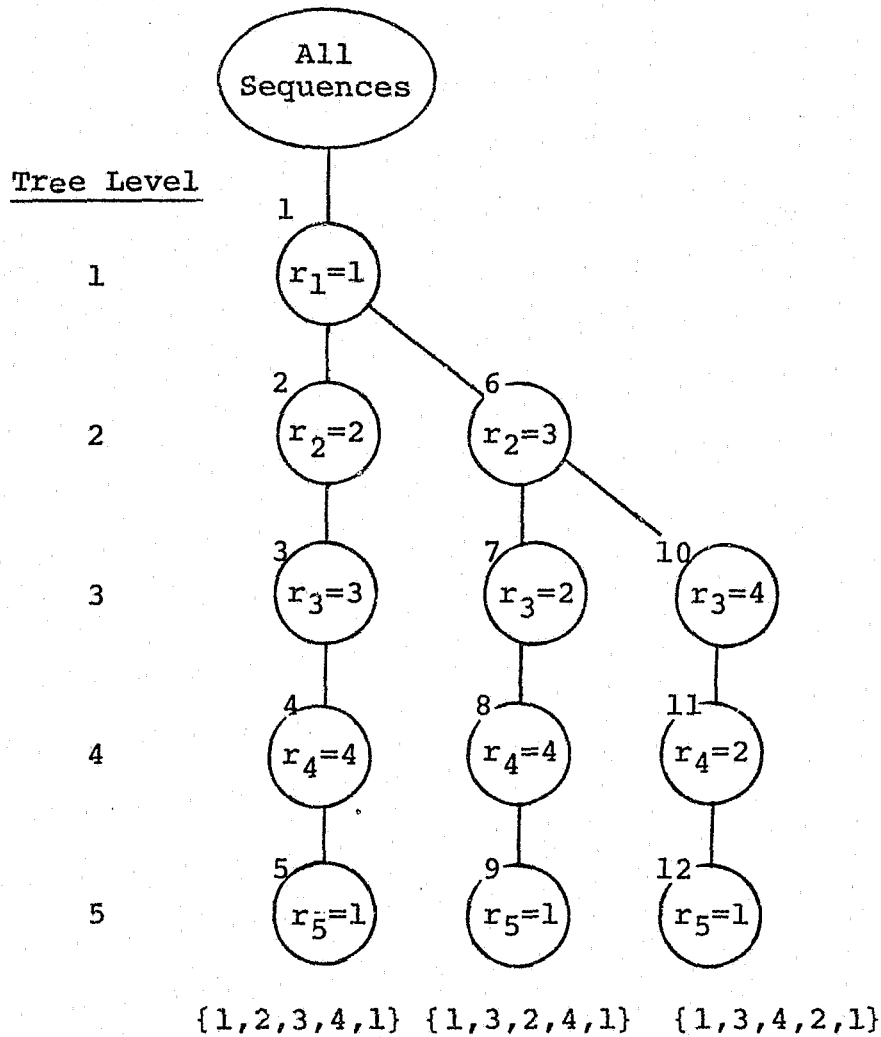 All
Sequences
Tree Level
1
1
r₁=1
2
6
2
r₂=2
r₂=3
3
7
10
3
r₃=3
r₃=2
r₃=4
4
8
11
4
r₄=4
r₄=4
r₄=2
5
9
12
5
r₅=1
r₅=1
r₅=1
{1,2,3,4,1} {1,3,2,4,1} {1,3,4,2,1}